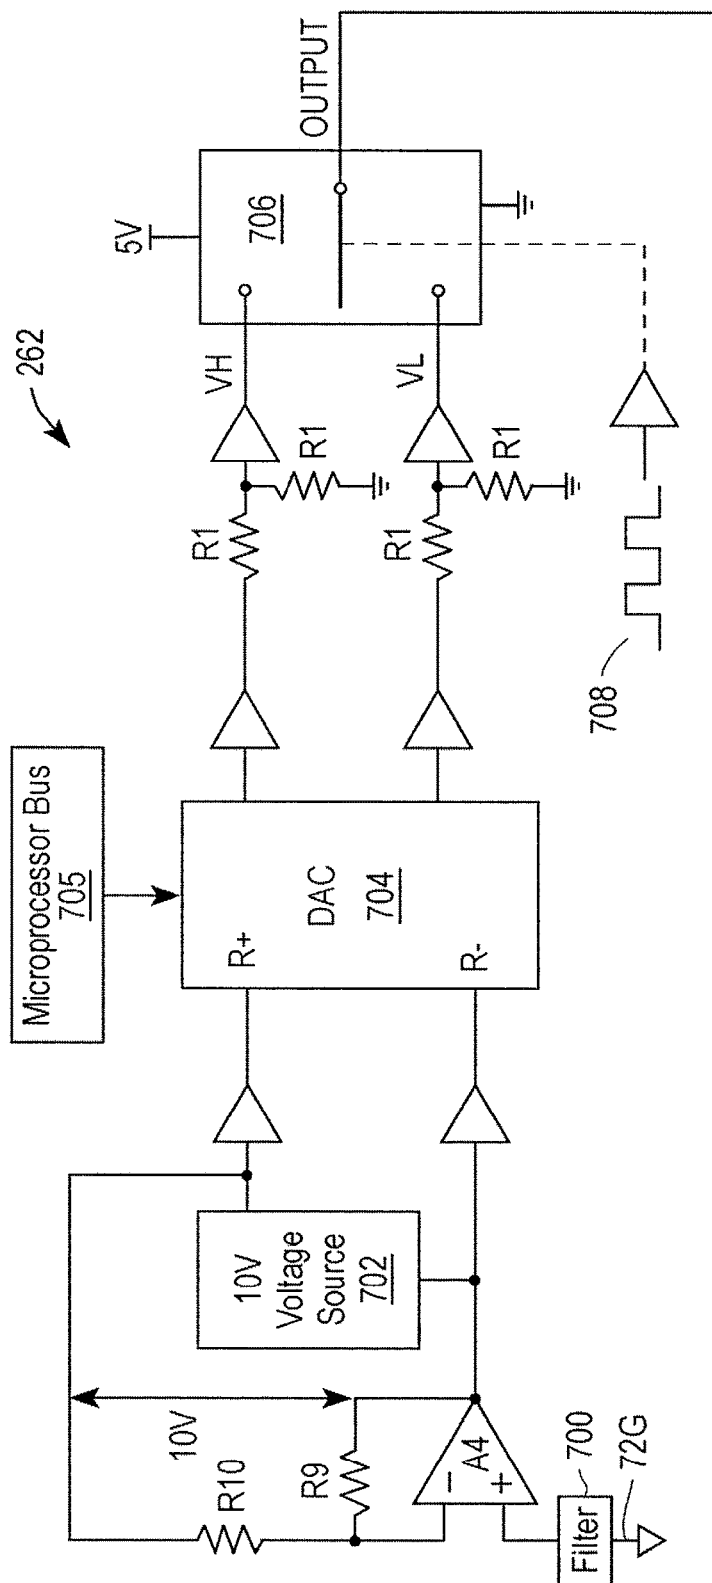 262
5V
706
OUTPUT
VH
VL
R1
R1
R1
R1
708
Microprocessor Bus
705
R+
DAC
704
R-
10V
Voltage
Source
702
10V
R10
R9
−
A4
+
Filter
700
72G